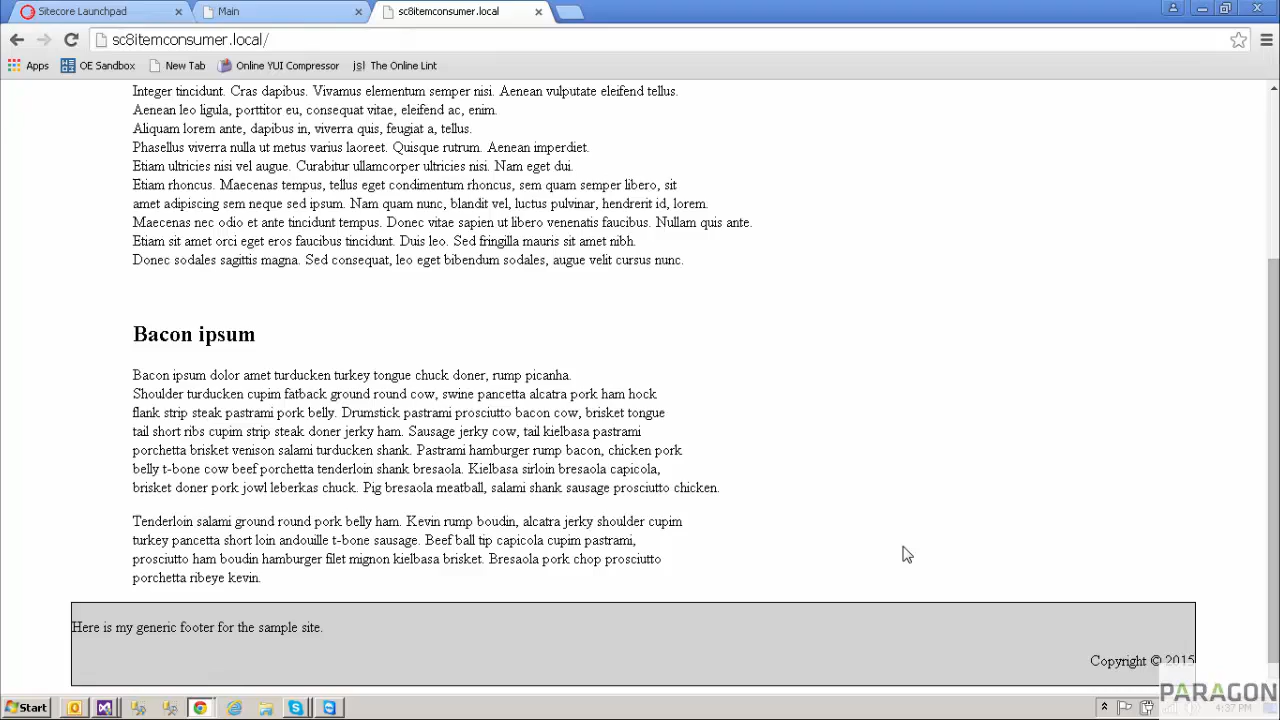 Sitecore Launchpad
Main
sc8itemconsumer.local
sc8itemconsumer.local/
Apps
OE Sandbox
New Tab
Online YUI Compressor
js! The Online Lint
Integer tincidunt. Cras dapibus. Vivamus elementum semper nisi. Aenean vulputate eleifend tellus.
Aenean leo ligula, porttitor eu, consequat vitae, eleifend ac, enim.
Aliquam lorem ante, dapibus in, viverra quis, feugiat a, tellus.
Phasellus viverra nulla ut metus varius laoreet. Quisque rutrum. Aenean imperdiet.
Etiam ultricies nisi vel augue. Curabitur ullamcorper ultricies nisi. Nam eget dui.
Etiam rhoncus. Maecenas tempus, tellus eget condimentum rhoncus, sem quam semper libero, sit
amet adipiscing sem neque sed ipsum. Nam quam nunc, blandit vel, luctus pulvinar, hendrerit id, lorem.
Maecenas nec odio et ante tincidunt tempus. Donec vitae sapien ut libero venenatis faucibus. Nullam quis ante.
Etiam sit amet orci eget eros faucibus tincidunt. Duis leo. Sed fringilla mauris sit amet nibh.
Donec sodales sagittis magna. Sed consequat, leo eget bibendum sodales, augue velit cursus nunc.
Bacon ipsum
Bacon ipsum dolor amet turducken turkey tongue chuck doner, rump picanha.
Shoulder turducken cupim fatback ground round cow, swine pancetta alcatra pork ham hock
flank strip steak pastrami pork belly. Drumstick pastrami prosciutto bacon cow, brisket tongue
tail short ribs cupim strip steak doner jerky ham. Sausage jerky cow, tail kielbasa pastrami
porchetta brisket venison salami turducken shank. Pastrami hamburger rump bacon, chicken pork
belly t-bone cow beef porchetta tenderloin shank bresaola. Kielbasa sirloin bresaola capicola,
brisket doner pork jowl leberkas chuck. Pig bresaola meatball, salami shank sausage prosciutto chicken.
Tenderloin salami ground round pork belly ham. Kevin rump boudin, alcatra jerky shoulder cupim
turkey pancetta short loin andouille t-bone sausage. Beef ball tip capicola cupim pastrami,
prosciutto ham boudin hamburger filet mignon kielbasa brisket. Bresaola pork chop prosciutto
porchetta ribeye kevin.
Here is my generic footer for the sample site.
Copyright © 2015
PARAGON
Start
4:37 PM